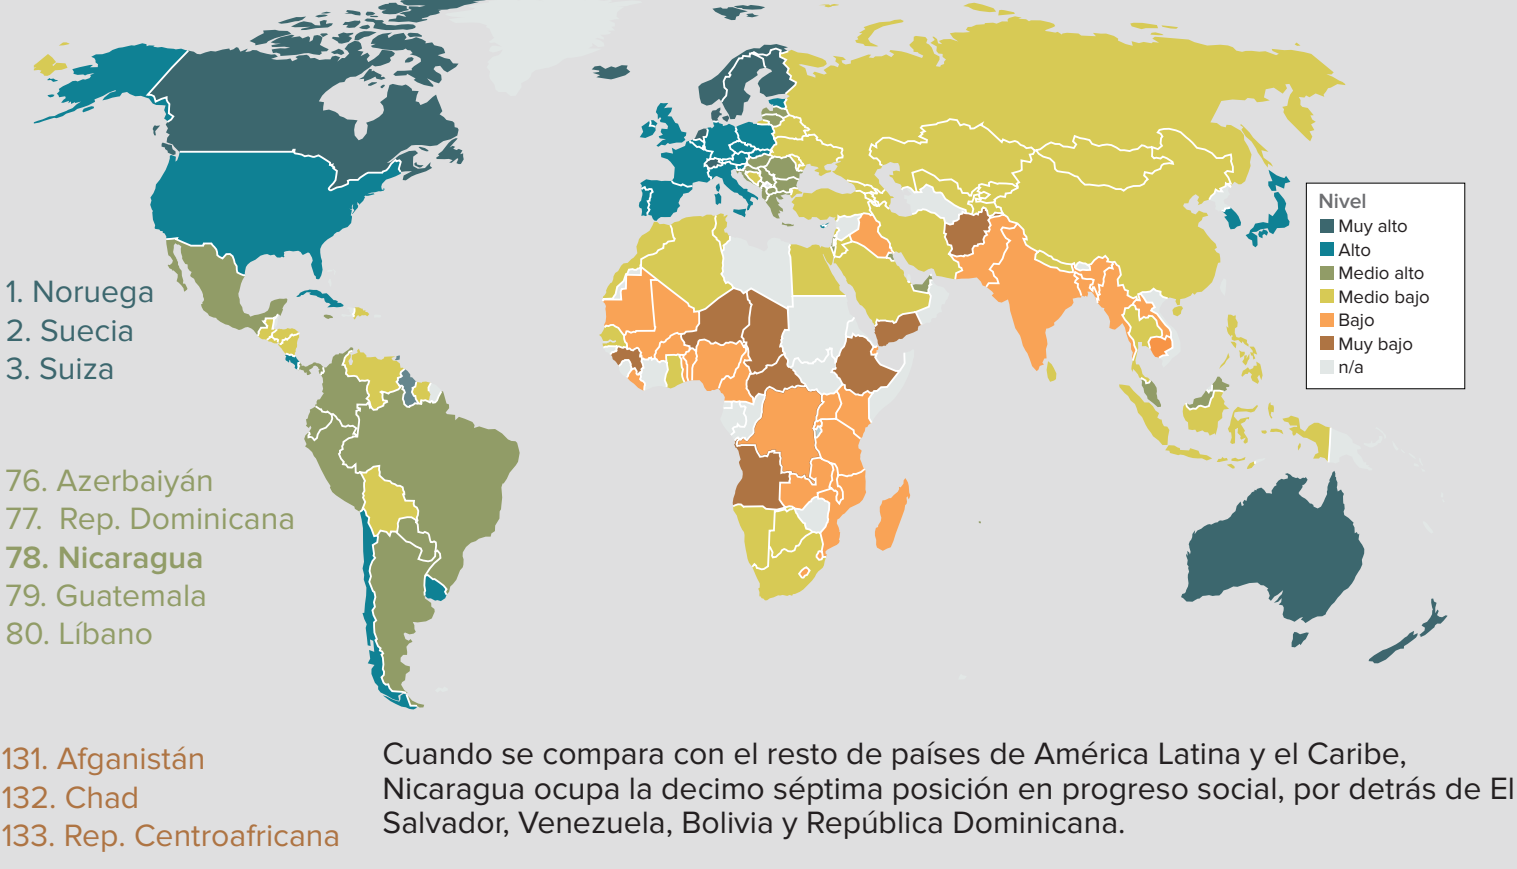 1. Noruega
2. Suecia
3. Suiza
76. Azerbaiyán
77. Rep. Dominicana
78. Nicaragua
79. Guatemala
80. Líbano
Nivel
Muy alto
Alto
Medio alto
Medio bajo
Bajo
Muy bajo
n/a
131. Afganistán
132. Chad
133. Rep. Centroafricana
Cuando se compara con el resto de países de América Latina y el Caribe,
Nicaragua ocupa la decimo séptima posición en progreso social, por detrás de El
Salvador, Venezuela, Bolivia y República Dominicana.